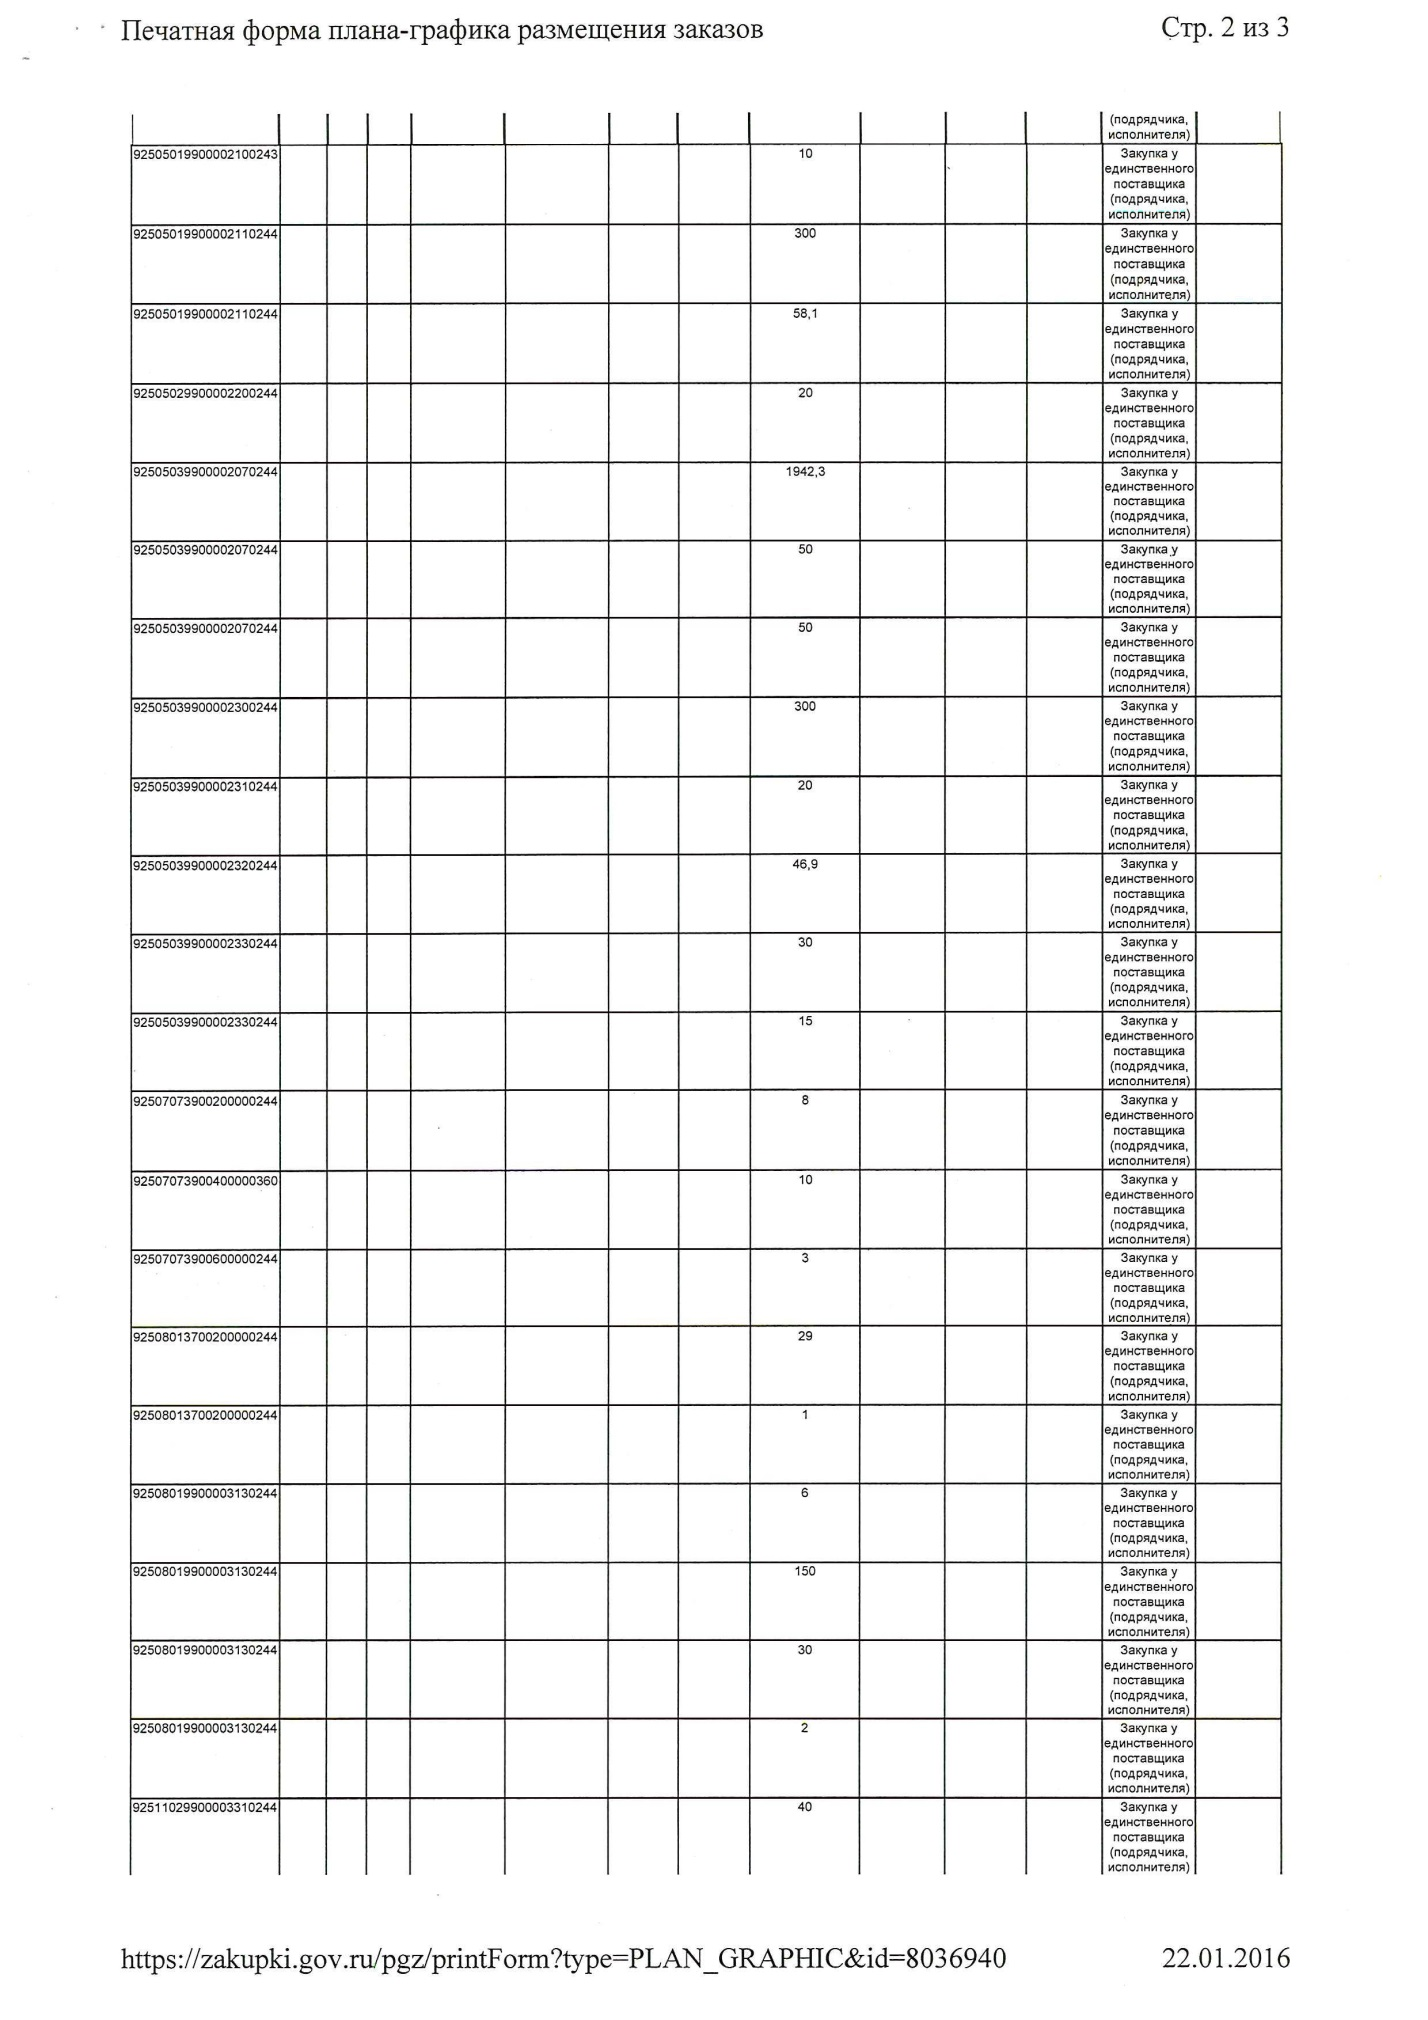 Печатная форма плана-графика размещения заказов
Стр. 2 из 3
(подрядчика,
исполнителя)
92505019900002100243
10
Закупка у
единственного
поставщика
(подрядчика,
исполнителя)
92505019900002110244
300
Закупка у
единственного
поставщика
(подрядчика,
исполнителя)
92505019900002110244
58,1
Закупка у
единственного
поставщика
(подрядчика,
исполнителя)
92505029900002200244
20
Закупка у
единственного
поставщика
(подрядчика,
исполнителя)
92505039900002070244
1942,3
Закупка у
единственного
поставщика
(подрядчика,
исполнителя)
92505039900002070244
50
Закупка у
единственного
поставщика
(подрядчика,
исполнителя)
92505039900002070244
50
Закупка у
единственного
поставщика
(подрядчика,
исполнителя)
92505039900002300244
300
Закупка у
единственного
поставщика
(подрядчика,
исполнителя)
92505039900002310244
20
Закупка у
единственного
поставщика
(подрядчика,
исполнителя)
92505039900002320244
46,9
Закупка у
единственного
поставщика
(подрядчика,
исполнителя)
92505039900002330244
30
Закупка у
единственного
поставщика
(подрядчика,
исполнителя)
92505039900002330244
15
Закупка у
единственного
поставщика
(подрядчика,
исполнителя)
92507073900200000244
8
Закупка у
единственного
поставщика
(подрядчика,
исполнителя)
92507073900400000360
10
Закупка у
единственного
поставщика
(подрядчика,
исполнителя)
92507073900600000244
3
Закупка у
единственного
поставщика
(подрядчика,
исполнителя)
92508013700200000244
29
Закупка у
единственного
поставщика
(подрядчика,
исполнителя)
92508013700200000244
1
Закупка у
единственного
поставщика
(подрядчика,
исполнителя)
92508019900003130244
6
Закупка у
единственного
поставщика
(подрядчика,
исполнителя)
92508019900003130244
150
Закупка у
единственного
поставщика
(подрядчика,
исполнителя)
92508019900003130244
30
Закупка у
единственного
поставщика
(подрядчика,
исполнителя)
92508019900003130244
2
Закупка у
единственного
поставщика
(подрядчика,
исполнителя)
92511029900003310244
40
Закупка у
единственного
поставщика
(подрядчика,
исполнителя)
https://zakupki.gov.ru/pgz/printForm?type=PLAN_GRAPHIC&id=8036940
22.01.2016